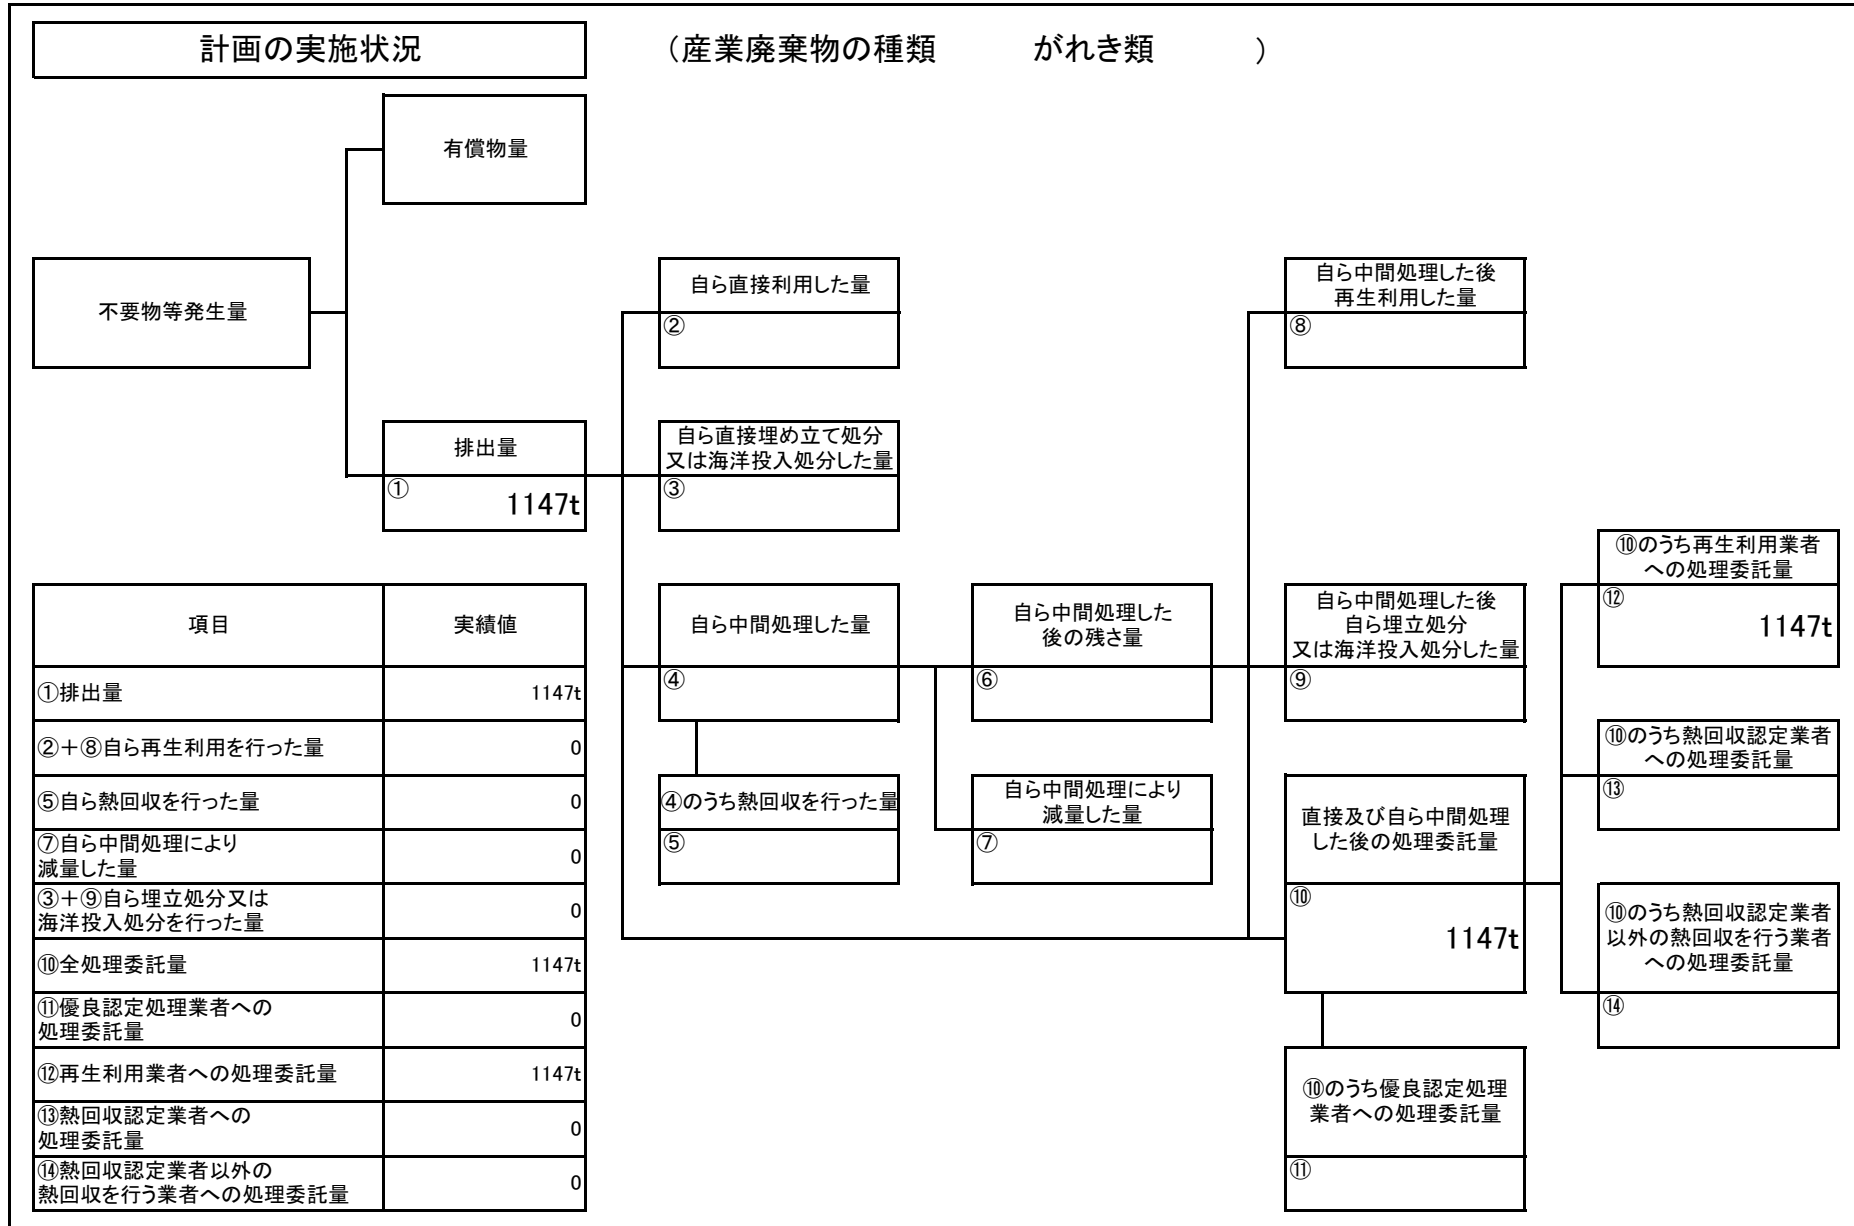 計画の実施状況
（産業廃棄物の種類　がれき類　）
有償物量
不要物等発生量
自ら直接利用した量
②
自ら中間処理した後
再生利用した量
⑧
排出量
① 1147t
自ら直接埋め立て処分
又は海洋投入処分した量
③
⑩のうち再生利用業者
への処理委託量
⑫
1147t
自ら中間処理した量
④
自ら中間処理した
後の残さ量
⑥
自ら中間処理した後
自ら埋立処分
又は海洋投入処分した量
⑨
⑩のうち熱回収認定業者
への処理委託量
⑬
④のうち熱回収を行った量
⑤
自ら中間処理により
減量した量
⑦
直接及び自ら中間処理
した後の処理委託量
⑩
1147t
⑩のうち熱回収認定業者
以外の熱回収を行う業者
への処理委託量
⑭
⑩のうち優良認定処理
業者への処理委託量
⑪
項目 実績値
①排出量 1147t
②＋⑧自ら再生利用を行った量 0
⑤自ら熱回収を行った量 0
⑦自ら中間処理により
減量した量 0
③＋⑨自ら埋立処分又は
海洋投入処分を行った量 0
⑩全処理委託量 1147t
⑪優良認定処理業者への
処理委託量 0
⑫再生利用業者への処理委託量 1147t
⑬熱回収認定業者への
処理委託量 0
⑭熱回収認定業者以外の
熱回収を行う業者への処理委託量 0